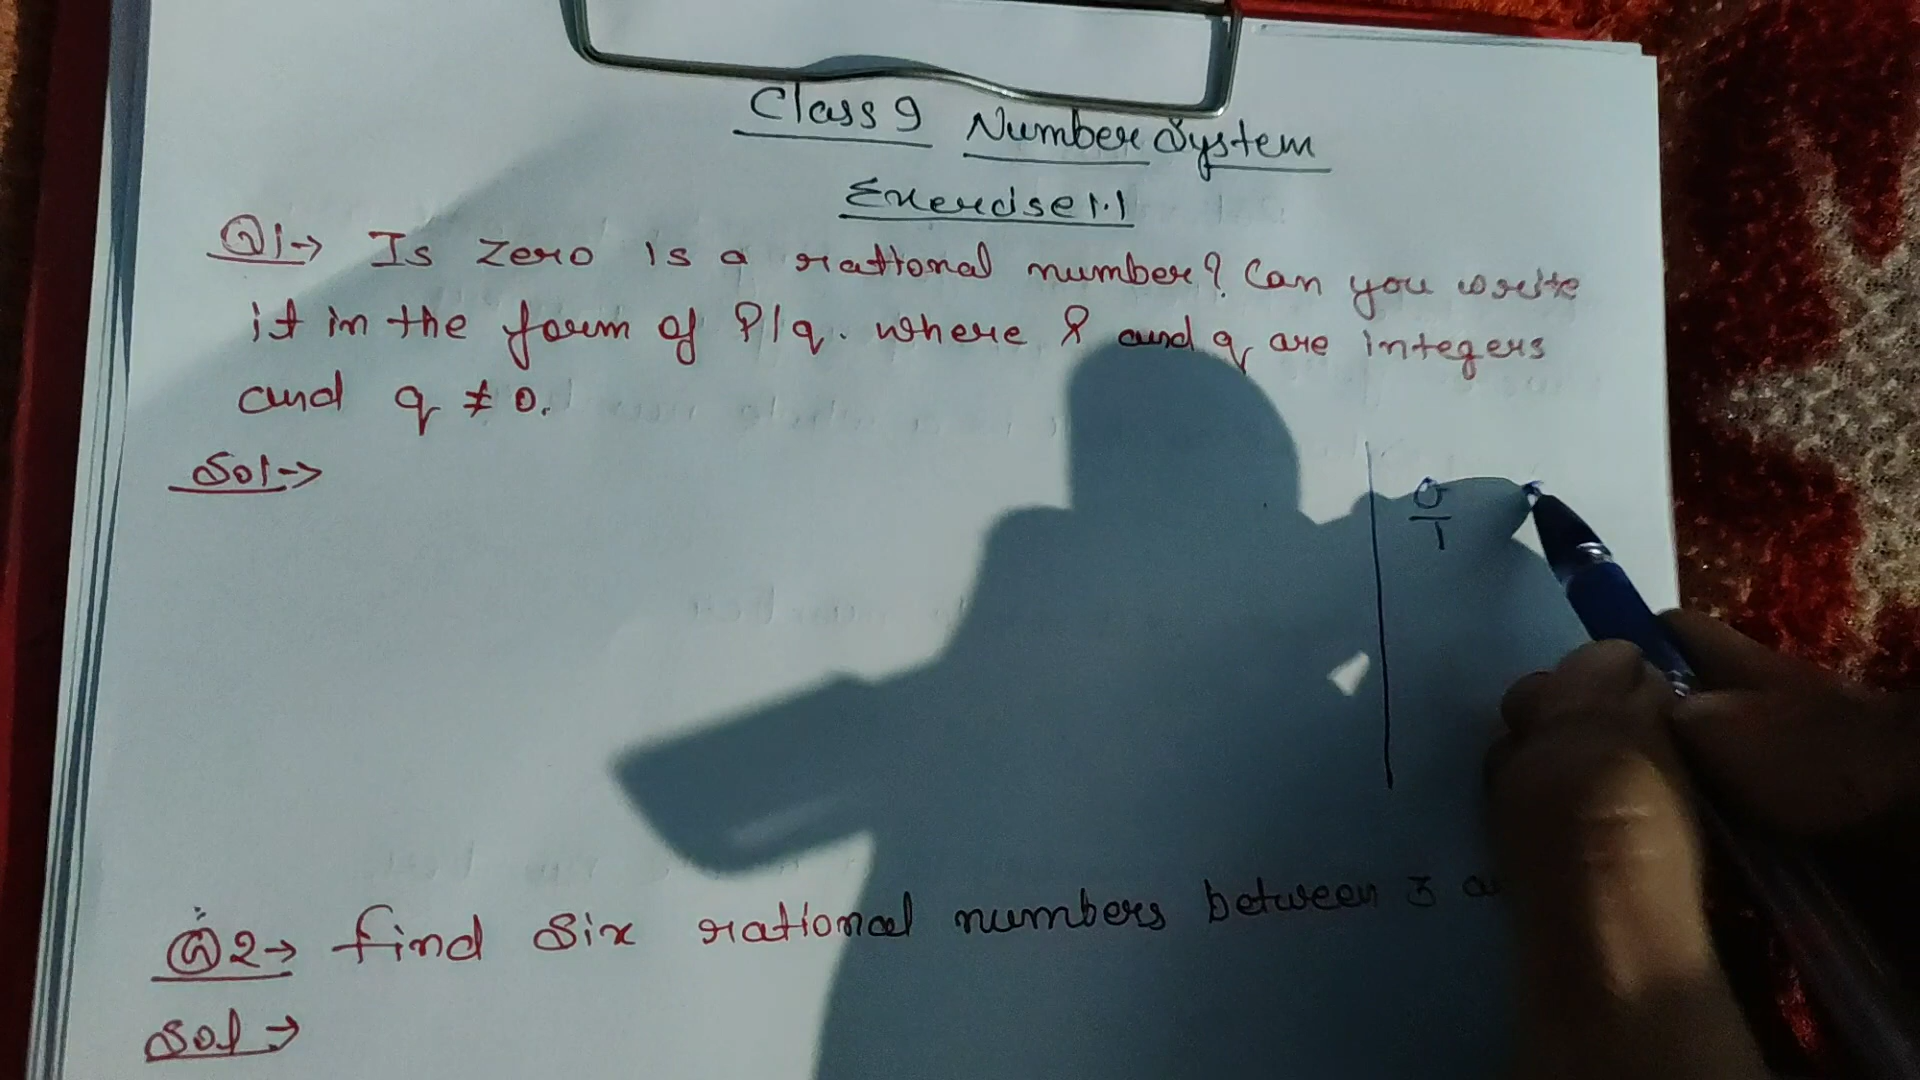 Class 9 Number System
Exercise 1.1
Q1→ Is zero is a rational number? Can you write
it in the form of P/q. where P and q are integers
and q ≠ 0.
Sol→
0
1
Q2→ find Six rational numbers between 3
Sol→